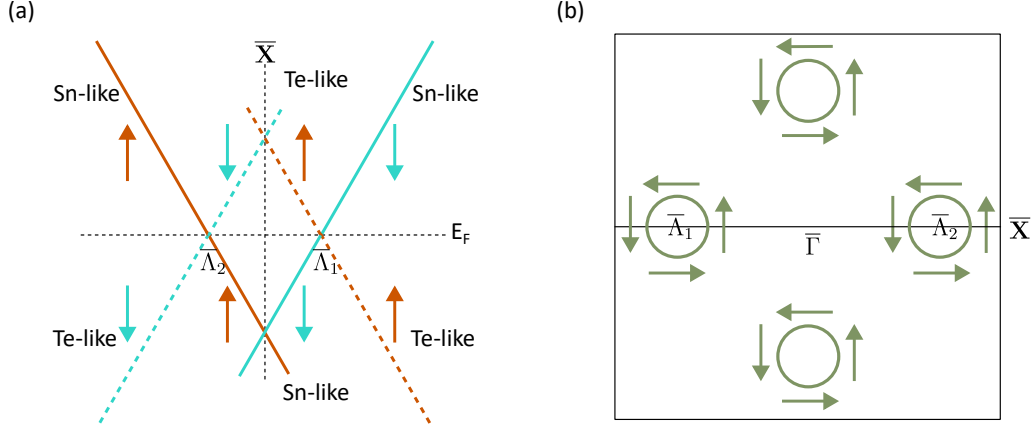 (a)
X̅
Te-like
Sn-like
Sn-like
E_F
Λ̅₂
Λ̅₁
Te-like
Te-like
Sn-like
(b)
Λ̅₁
Λ̅₂
X̅
Γ̅